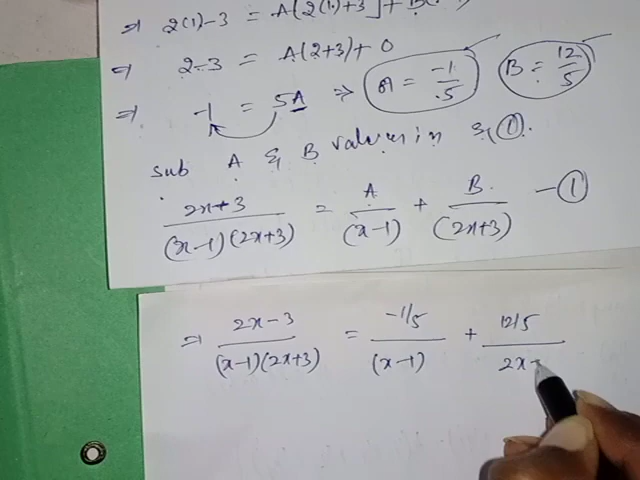 ⇒ 2(1)-3 = A(2(1)+3) + B
⇒ 2-3 = A(2+3) + 0
⇒ -1 = 5A ⇒ A = -1/5 B = 12/5
Sub A & B values in ①.
2x+3/(x-1)(2x+3) = A/(x-1) + B/(2x+3) - ①
⇒ 2x-3/(x-1)(2x+3) = -1/5/(x-1) + 12/5/2x